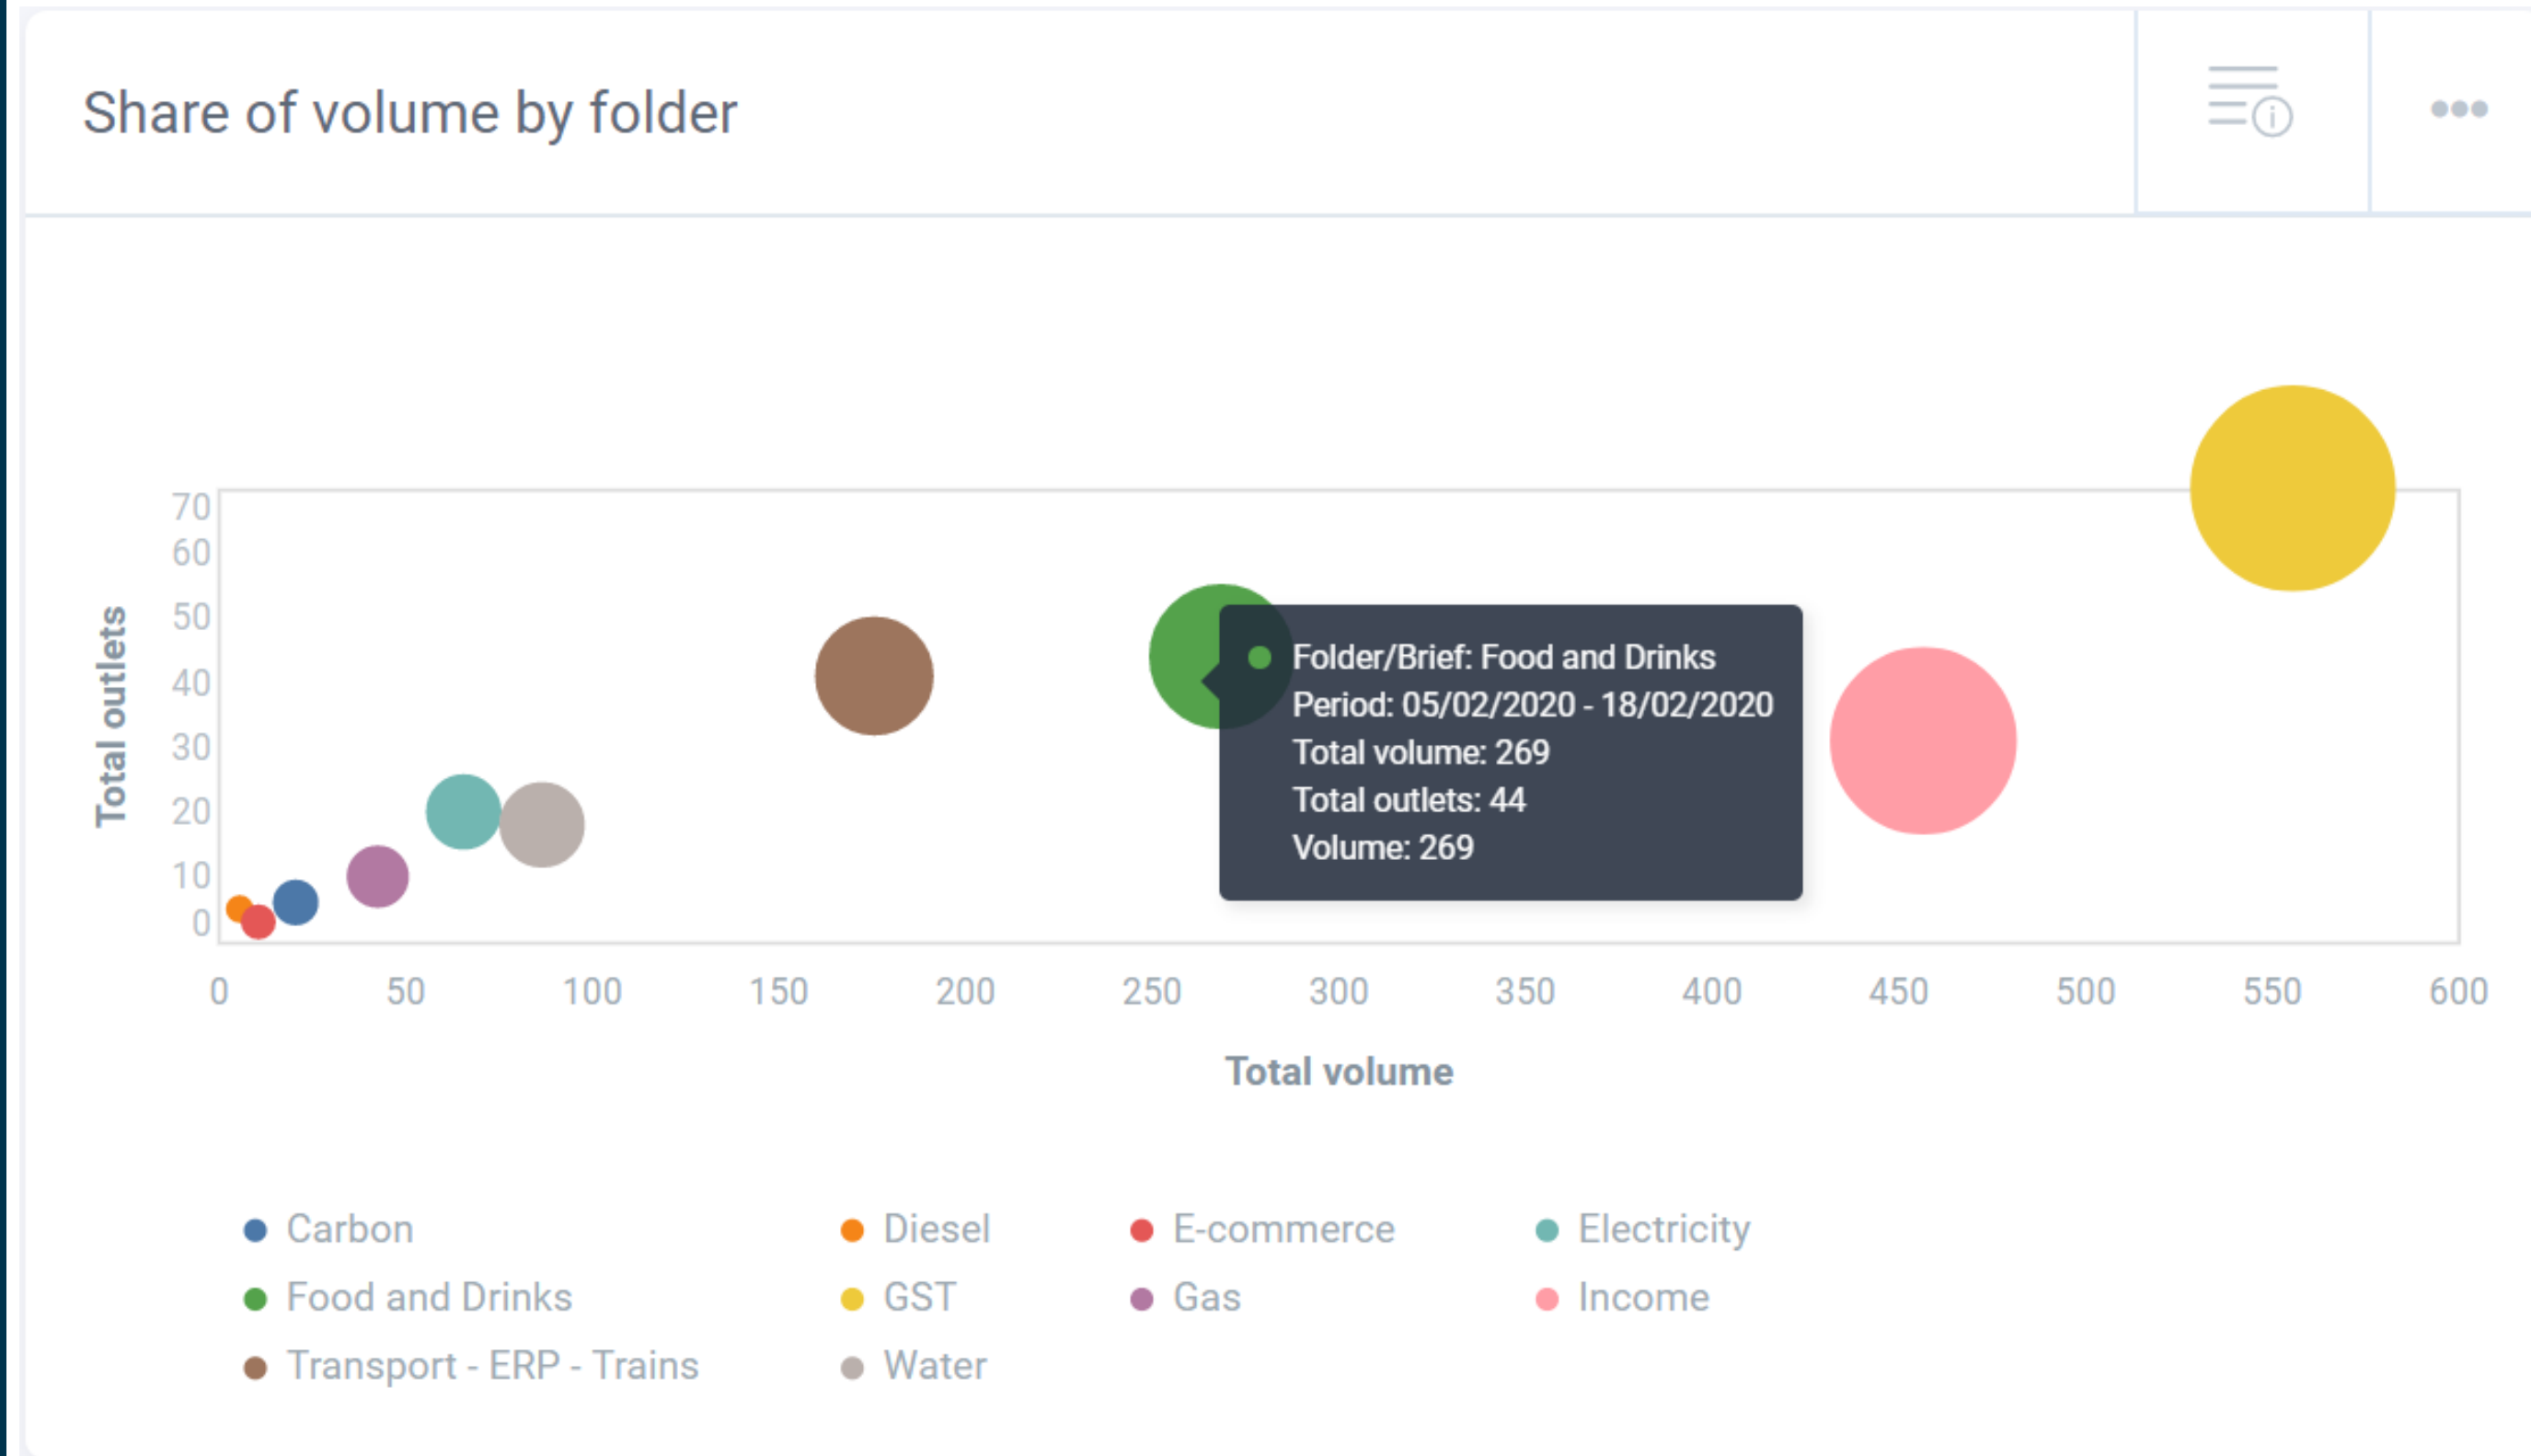 Share of volume by folder
70
60
50
40
30
20
10
0
Total outlets
Folder/Brief: Food and Drinks
Period: 05/02/2020 - 18/02/2020
Total volume: 269
Total outlets: 44
Volume: 269
0 50 100 150 200 250 300 350 400 450 500 550 600
Total volume
Carbon Diesel E-commerce Electricity
Food and Drinks GST Gas Income
Transport - ERP - Trains Water